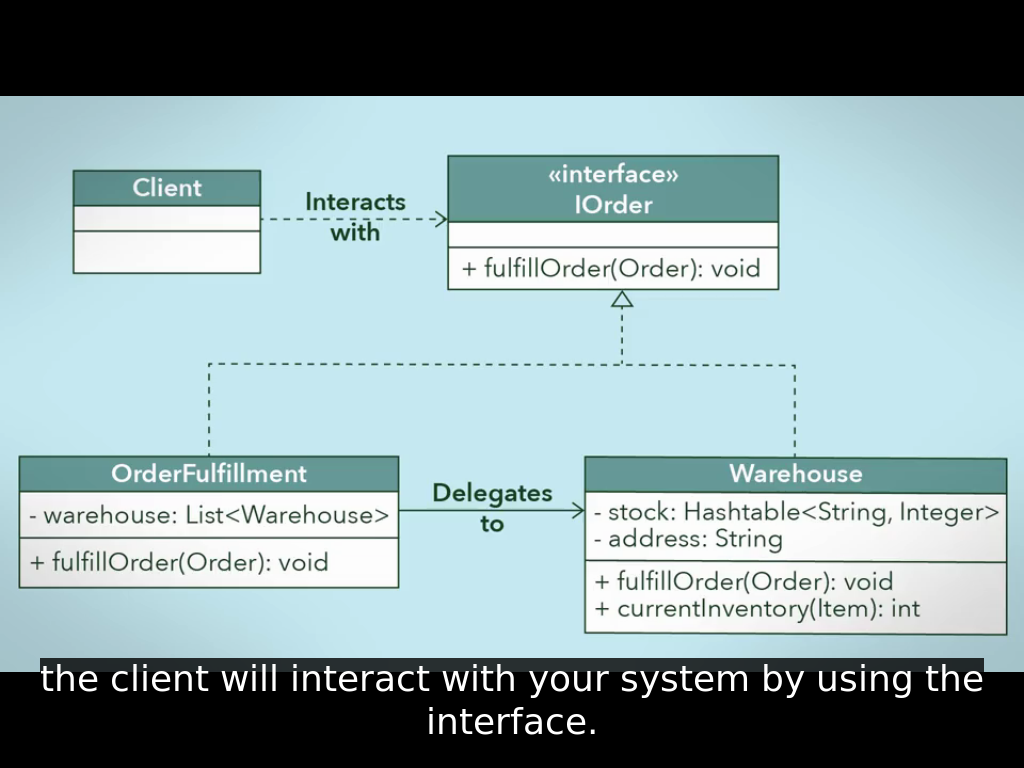 Client
Interacts
with
«interface»
IOrder
+ fulfillOrder(Order): void
OrderFulfillment
- warehouse: List<Warehouse>
+ fulfillOrder(Order): void
Delegates
to
Warehouse
- stock: Hashtable<String, Integer>
- address: String
+ fulfillOrder(Order): void
+ currentInventory(Item): int
the client will interact with your system by using the
interface.